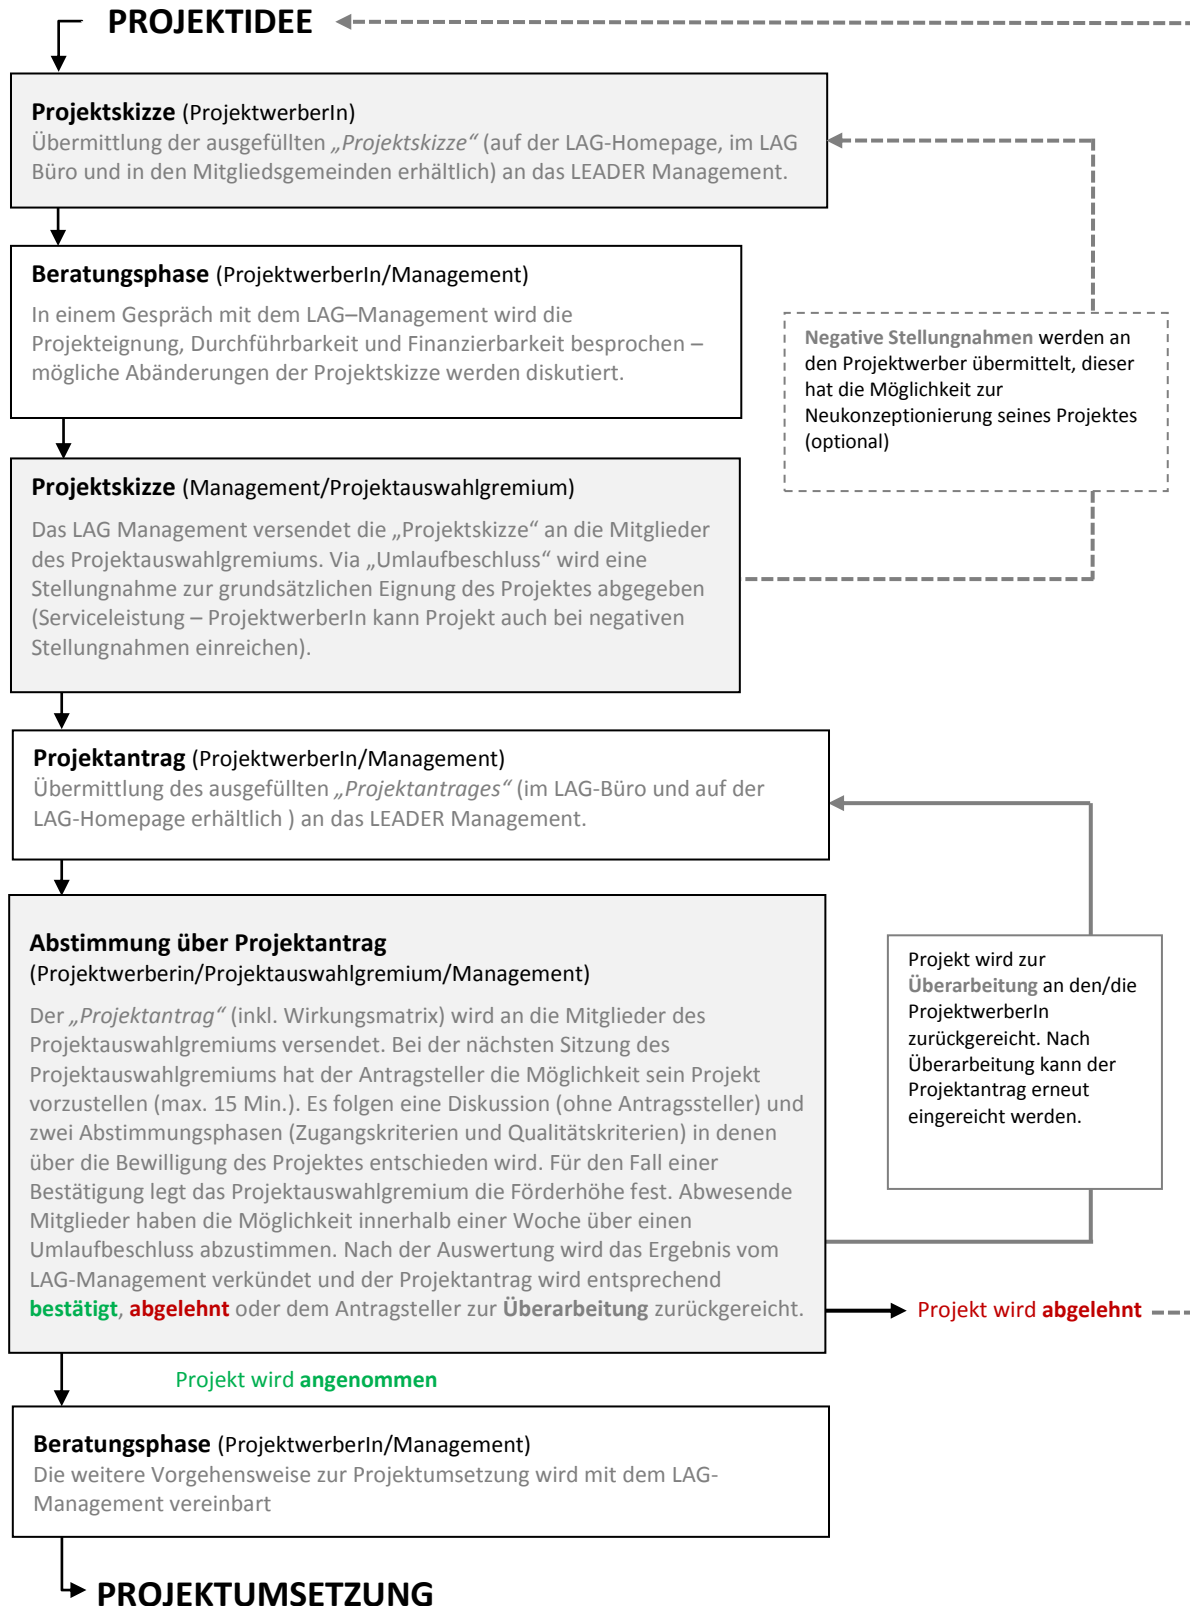 PROJEKTIDEE
Projektskizze (ProjektwerberIn)
Übermittlung der ausgefüllten „Projektskizze“ (auf der LAG-Homepage, im LAG
Büro und in den Mitgliedsgemeinden erhältlich) an das LEADER Management.
Beratungsphase (ProjektwerberIn/Management)
In einem Gespräch mit dem LAG–Management wird die
Projekteignung, Durchführbarkeit und Finanzierbarkeit besprochen –
mögliche Abänderungen der Projektskizze werden diskutiert.
Negative Stellungnahmen werden an
den Projektwerber übermittelt, dieser
hat die Möglichkeit zur
Neukonzeptionierung seines Projektes
(optional)
Projektskizze (Management/Projektauswahlgremium)
Das LAG Management versendet die „Projektskizze“ an die Mitglieder
des Projektauswahlgremiums. Via „Umlaufbeschluss“ wird eine
Stellungnahme zur grundsätzlichen Eignung des Projektes abgegeben
(Serviceleistung – ProjektwerberIn kann Projekt auch bei negativen
Stellungnahmen einreichen).
Projektantrag (ProjektwerberIn/Management)
Übermittlung des ausgefüllten „Projektantrages“ (im LAG-Büro und auf der
LAG-Homepage erhältlich ) an das LEADER Management.
Abstimmung über Projektantrag
(Projektwerberin/Projektauswahlgremium/Management)
Der „Projektantrag“ (inkl. Wirkungsmatrix) wird an die Mitglieder des
Projektauswahlgremiums versendet. Bei der nächsten Sitzung des
Projektauswahlgremiums hat der Antragsteller die Möglichkeit sein Projekt
vorzustellen (max. 15 Min.). Es folgen eine Diskussion (ohne Antragssteller) und
zwei Abstimmungsphasen (Zugangskriterien und Qualitätskriterien) in denen
über die Bewilligung des Projektes entschieden wird. Für den Fall einer
Bestätigung legt das Projektauswahlgremium die Förderhöhe fest. Abwesende
Mitglieder haben die Möglichkeit innerhalb einer Woche über einen
Umlaufbeschluss abzustimmen. Nach der Auswertung wird das Ergebnis vom
LAG-Management verkündet und der Projektantrag wird entsprechend
bestätigt, abgelehnt oder dem Antragsteller zur Überarbeitung zurückgereicht.
Projekt wird zur
Überarbeitung an den/die
ProjektwerberIn
zurückgereicht. Nach
Überarbeitung kann der
Projektantrag erneut
eingereicht werden.
Projekt wird abgelehnt
Projekt wird angenommen
Beratungsphase (ProjektwerberIn/Management)
Die weitere Vorgehensweise zur Projektumsetzung wird mit dem LAG-
Management vereinbart
PROJEKTUMSETZUNG